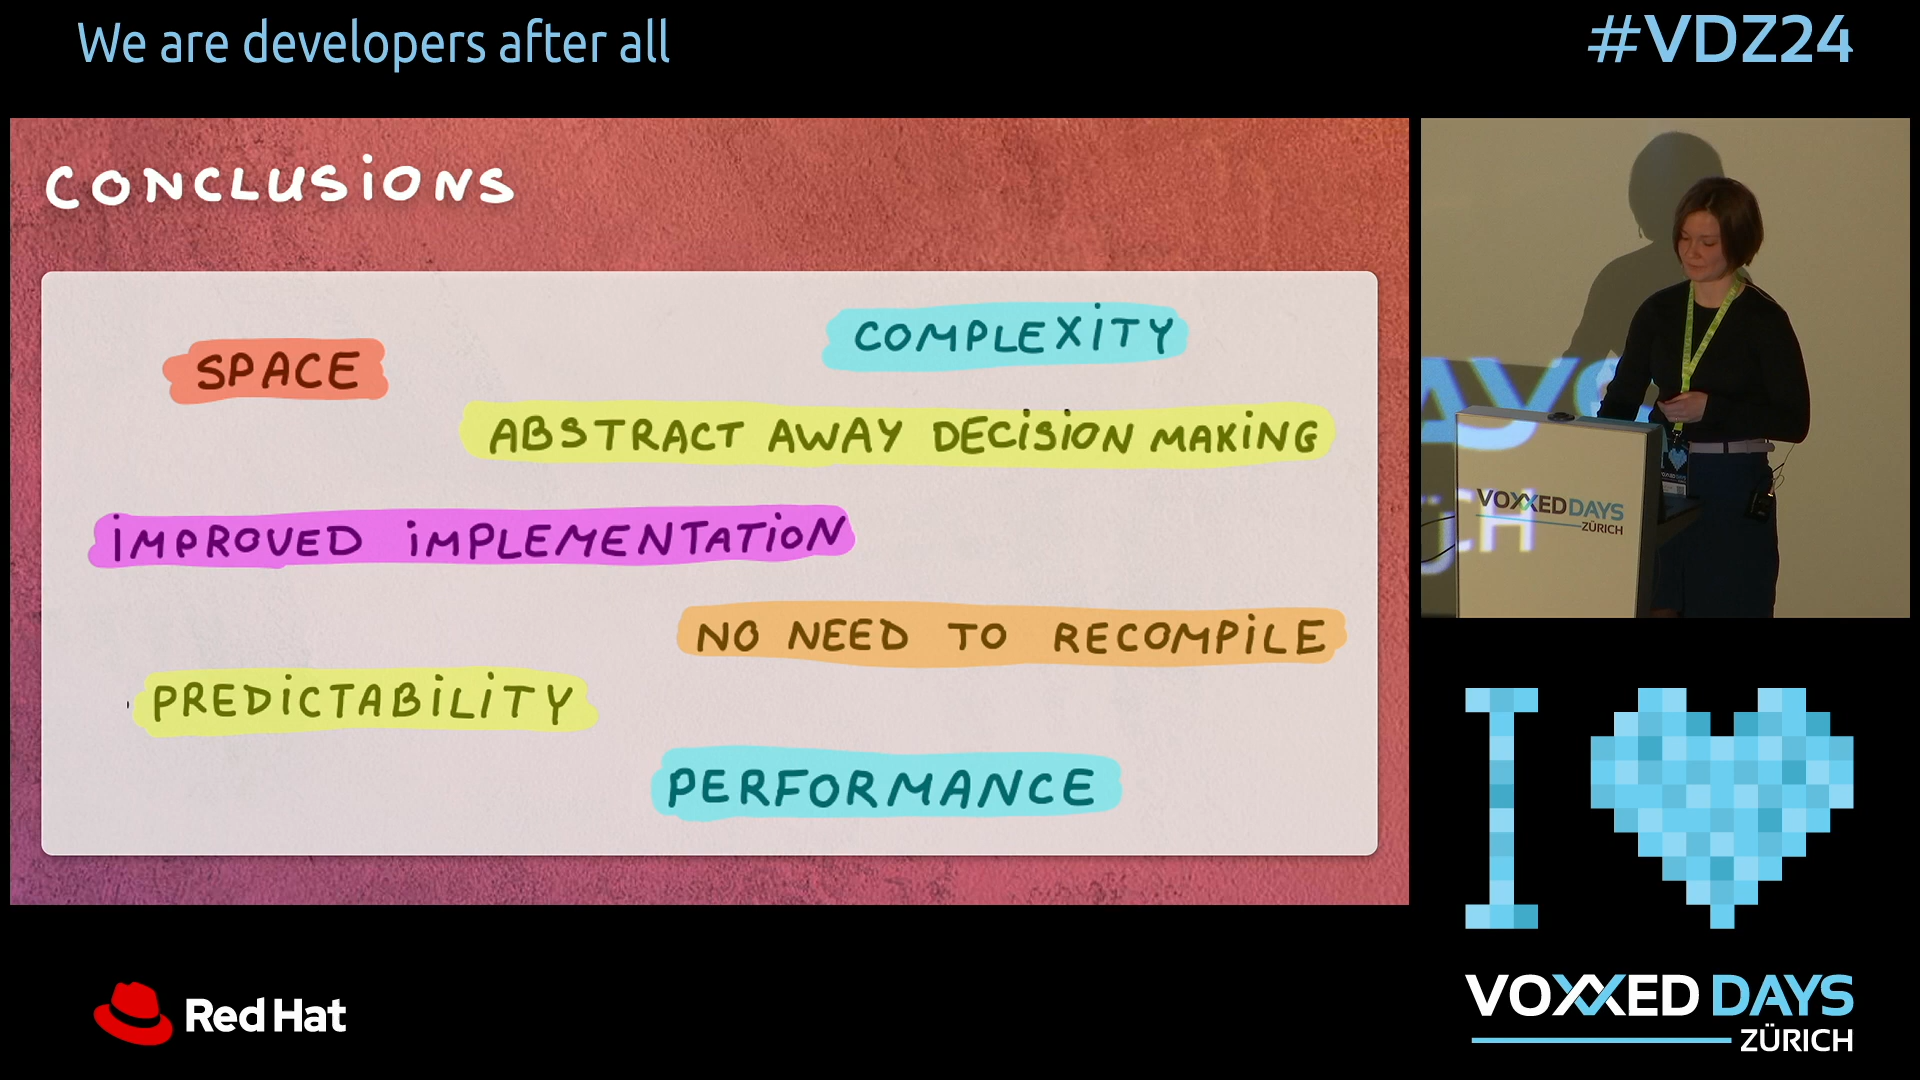 We are developers after all
#VDZ24
CONCLUSIONS
SPACE
COMPLEXITY
ABSTRACT AWAY DECISION MAKING
IMPROVED IMPLEMENTATION
NO NEED TO RECOMPILE
PREDICTABILITY
PERFORMANCE
VOXXED DAYS
ZÜRICH
I
Red Hat
VOXXED DAYS
ZÜRICH